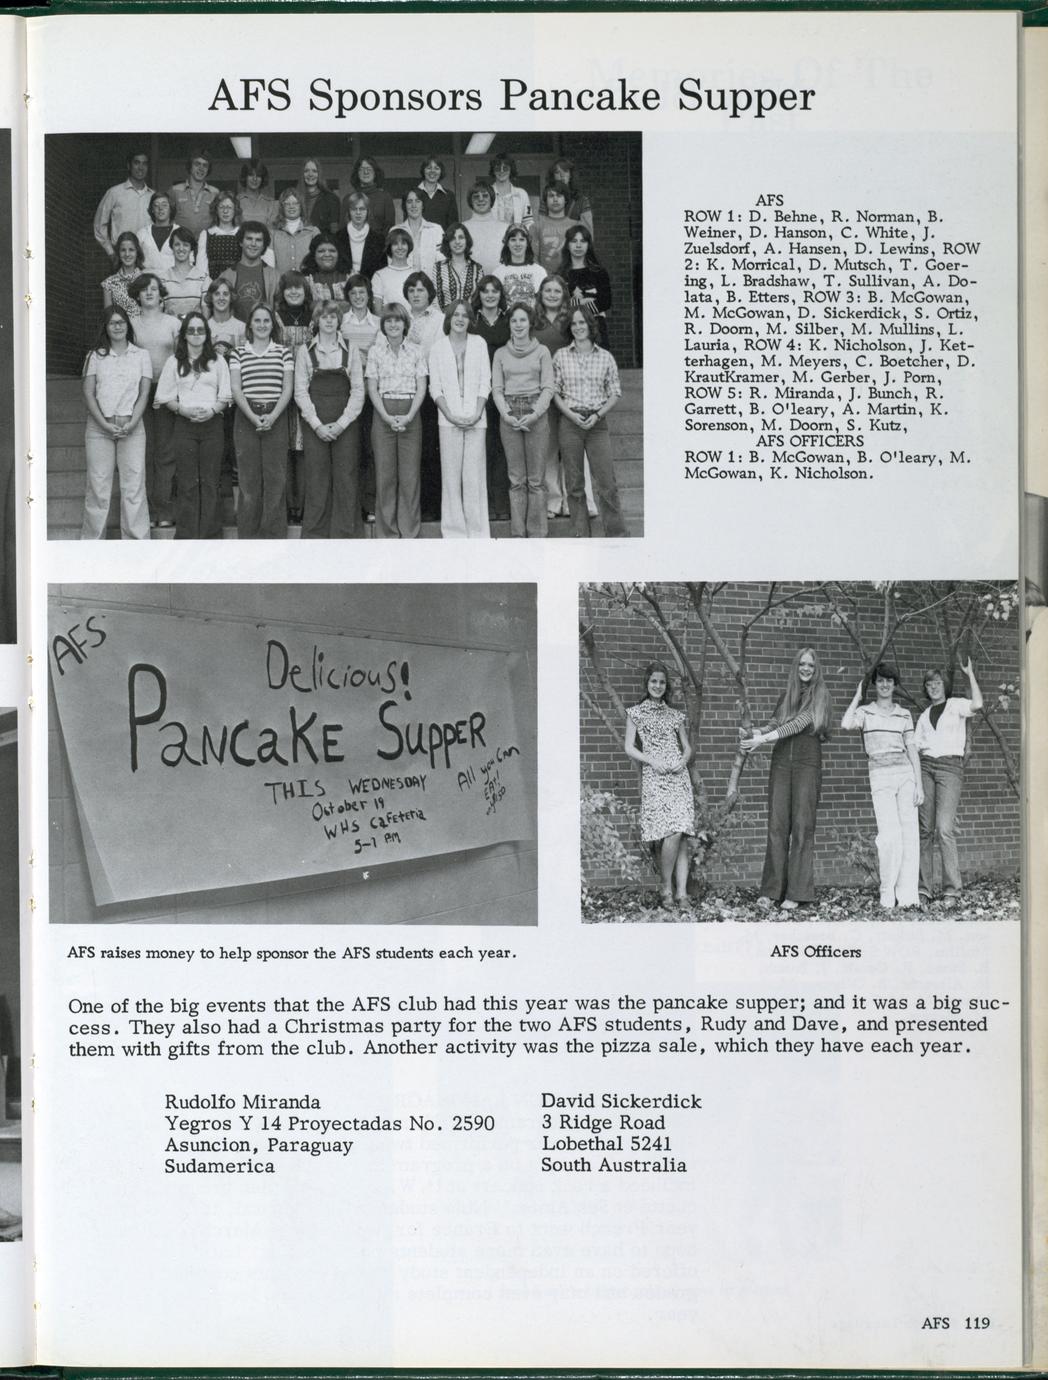 AFS Sponsors Pancake Supper
AFS
ROW 1: D. Behne, R. Norman, B.
Weiner, D. Hanson, C. White, J.
Zuelsdorf, A. Hansen, D. Lewins, ROW
2: K. Morrical, D. Mutsch, T. Goer-
ing, L. Bradshaw, T. Sullivan, A. Do-
lata, B. Etters, ROW 3: B. McGowan,
M. McGowan, D. Sickerdick, S. Ortiz,
R. Doorn, M. Silber, M. Mullins, L.
Lauria, ROW 4: K. Nicholson, J. Ket-
terhagen, M. Meyers, C. Boetcher, D.
KrautKramer, M. Gerber, J. Porn,
ROW 5: R. Miranda, J. Bunch, R.
Garrett, B. O'leary, A. Martin, K.
Sorenson, M. Doorn, S. Kutz,
AFS OFFICERS
ROW 1: B. McGowan, B. O'leary, M.
McGowan, K. Nicholson.
AFS
Delicious!
PANCAKE SUPPER
THIS WEDNESDAY
October 19
WHS Cafeteria
5-7 PM
All you can
EAT!
AFS raises money to help sponsor the AFS students each year.
AFS Officers
One of the big events that the AFS club had this year was the pancake supper; and it was a big suc-
cess. They also had a Christmas party for the two AFS students, Rudy and Dave, and presented
them with gifts from the club. Another activity was the pizza sale, which they have each year.
Rudolfo Miranda
Yegros Y 14 Proyectadas No. 2590
Asuncion, Paraguay
Sudamerica
David Sickerdick
3 Ridge Road
Lobethal 5241
South Australia
AFS 119